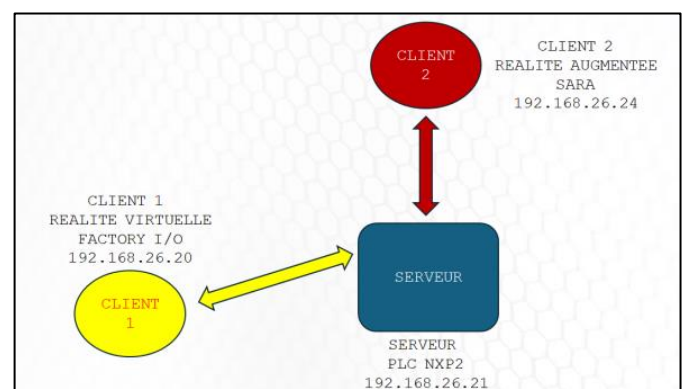 CLIENT
2
CLIENT 2
REALITE AUGMENTEE
SARA
192.168.26.24
CLIENT 1
REALITE VIRTUELLE
FACTORY I/O
192.168.26.20
CLIENT
1
SERVEUR
SERVEUR
PLC NXP2
192.168.26.21